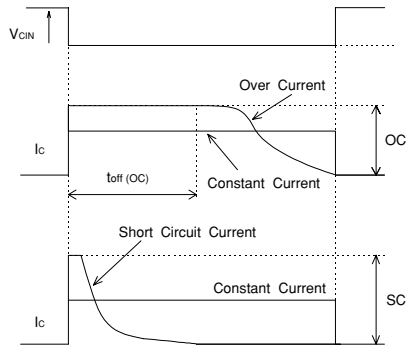 VCIN
Over Current
IC
OC
toff (OC)
Constant Current
Short Circuit Current
Constant Current
SC
IC